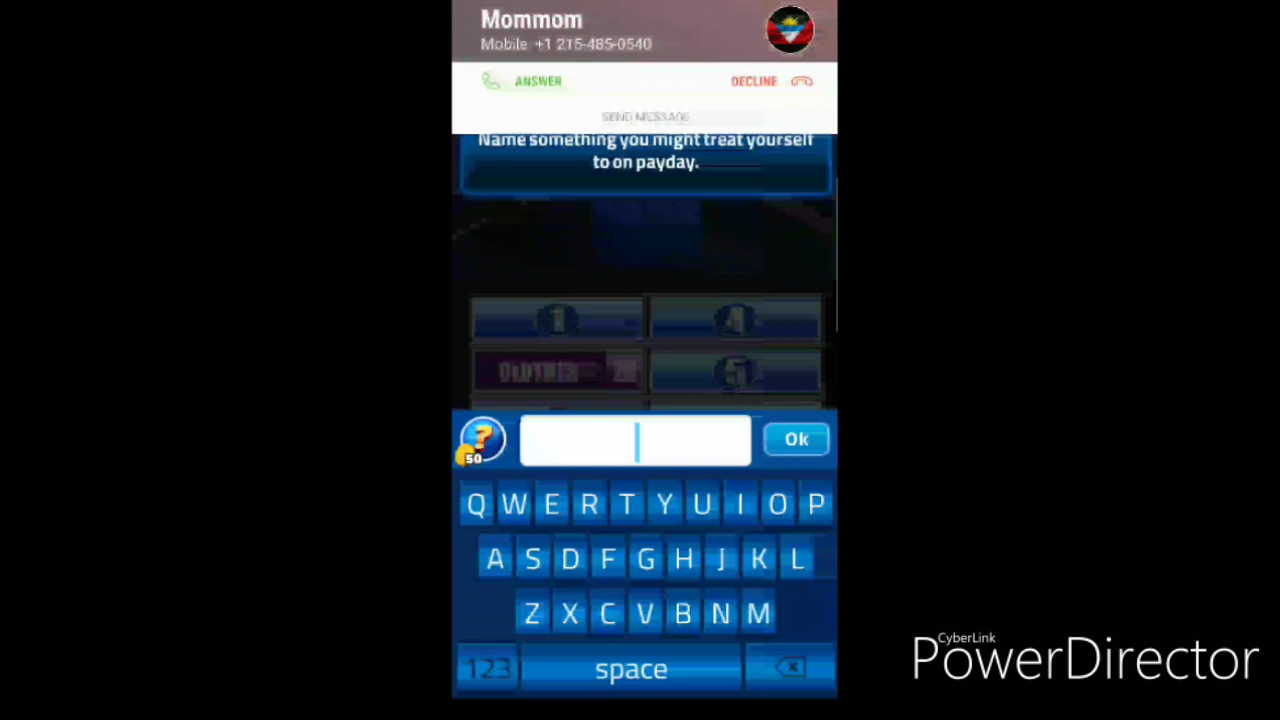 Mommom
Mobile +1 215-485-0540
ANSWER
DECLINE
SEND MESSAGE
Name something you might treat yourself
to on payday.
1
4
5
50
Ok
Q W E R T Y U I O P
A S D F G H J K L
Z X C V B N M
123
space
CyberLink
PowerDirector